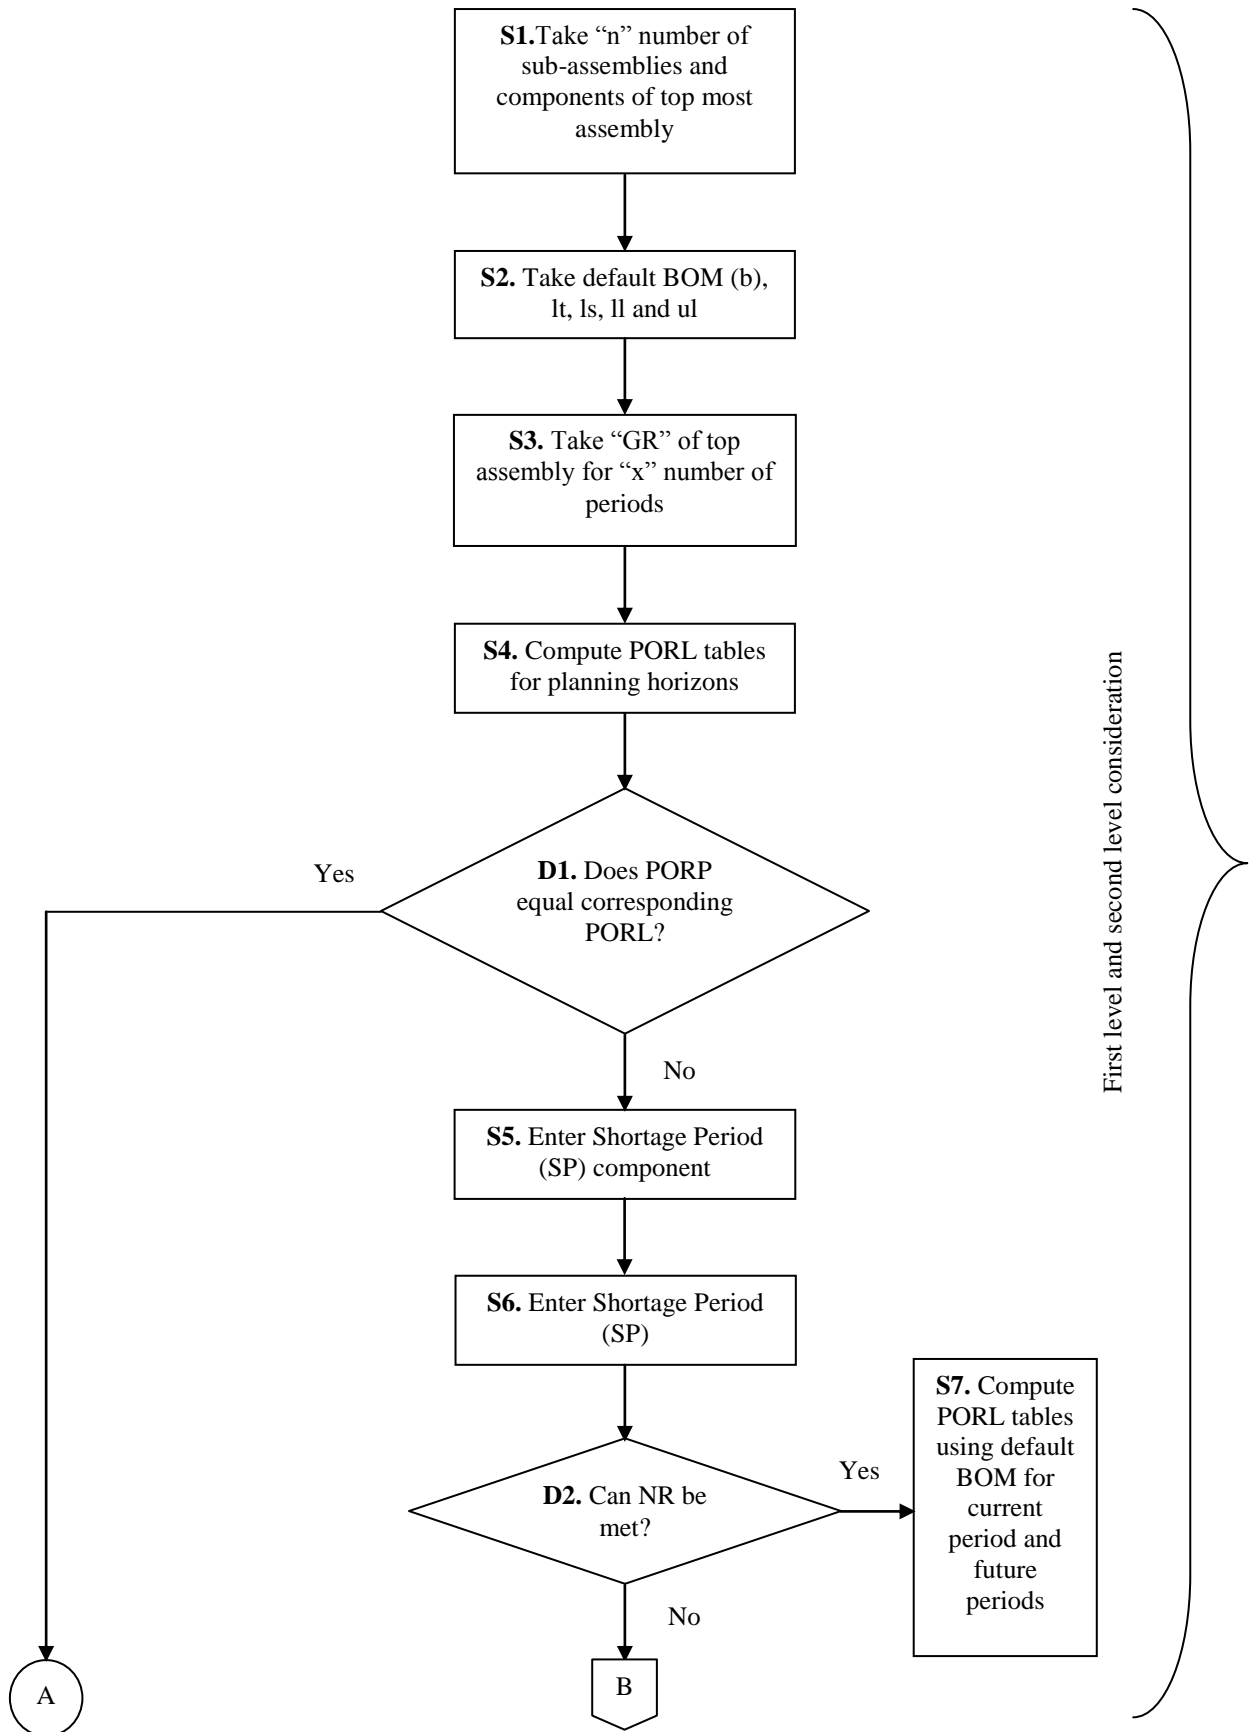 S1.Take “n” number of
sub-assemblies and
components of top most
assembly
S2. Take default BOM (b),
lt, ls, ll and ul
S3. Take “GR” of top
assembly for “x” number of
periods
S4. Compute PORL tables
for planning horizons
First level and second level consideration
Yes
D1. Does PORP
equal corresponding
PORL?
No
S5. Enter Shortage Period
(SP) component
S6. Enter Shortage Period
(SP)
D2. Can NR be
met?
Yes
S7. Compute
PORL tables
using default
BOM for
current
period and
future
periods
No
A
B